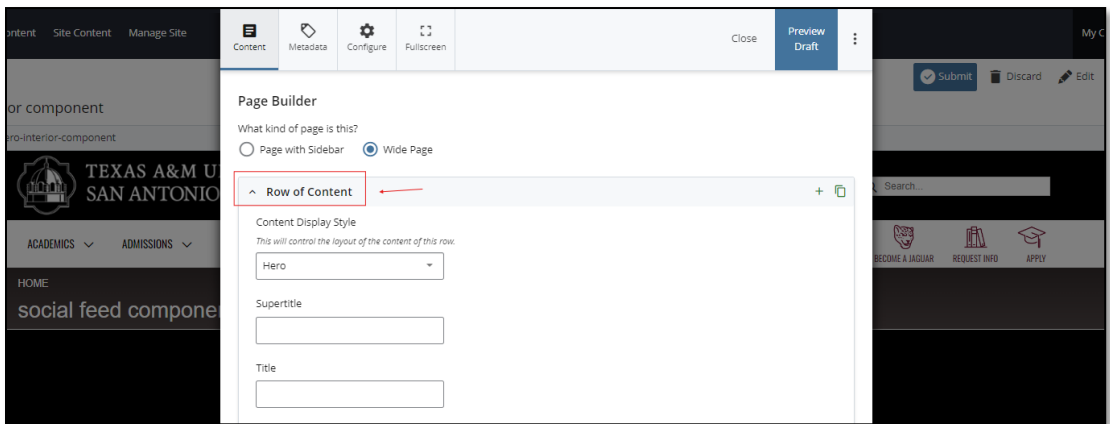 Site Content Manage Site
Content Metadata Configure Fullscreen Close Preview Draft
My C
Submit Discard Edit
or component
ero-interior-component
Page Builder
What kind of page is this?
Page with Sidebar Wide Page
TEXAS A&M U
SAN ANTONIO
Search...
Row of Content
Content Display Style
This will control the layout of the content of this row.
Hero
ACADEMICS ADMISSIONS
BECOME A JAGUAR REQUEST INFO APPLY
HOME
social feed compone
Supertitle
Title